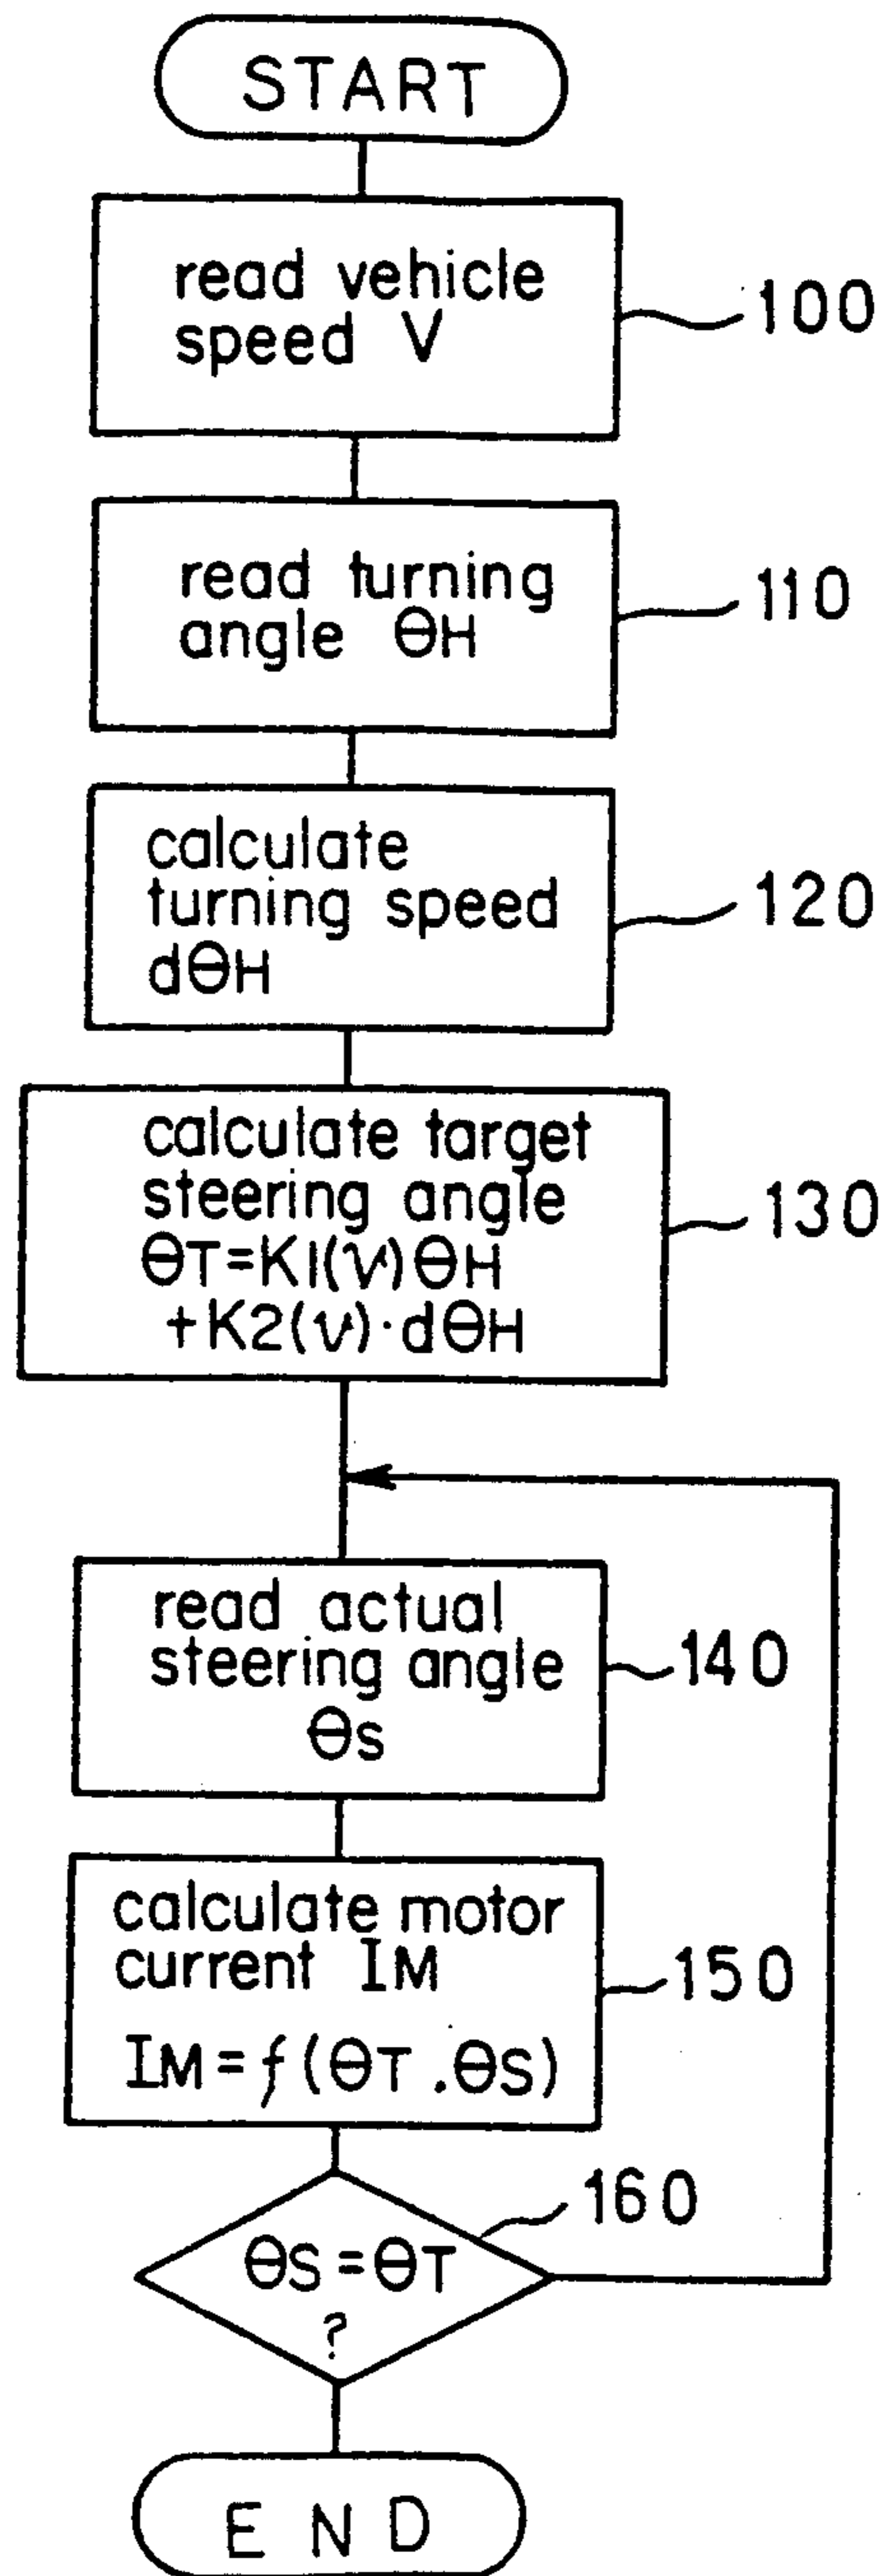 START
read vehicle
speed V
100
read turning
angle θH
110
calculate
turning speed
dθH
120
calculate target
steering angle
θT=K1(v)θH
+K2(v)·dθH
130
read actual
steering angle
θs
140
calculate motor
current IM
IM=f(θT.θS)
150
160
θS=θT
?
END